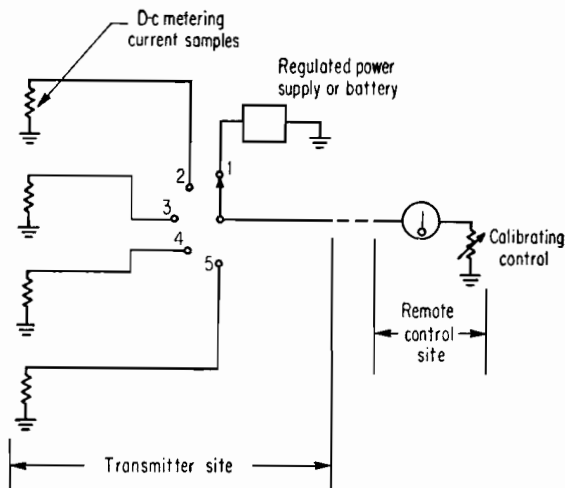 D-c metering
current samples
Regulated power
supply or battery
1
2
3
4
5
Calibrating
control
Remote
control
site
Transmitter site